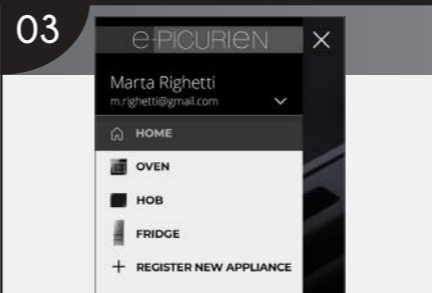 03
e-PICURIEN
Marta Righetti
m.righetti@gmail.com
HOME
OVEN
HOB
FRIDGE
REGISTER NEW APPLIANCE